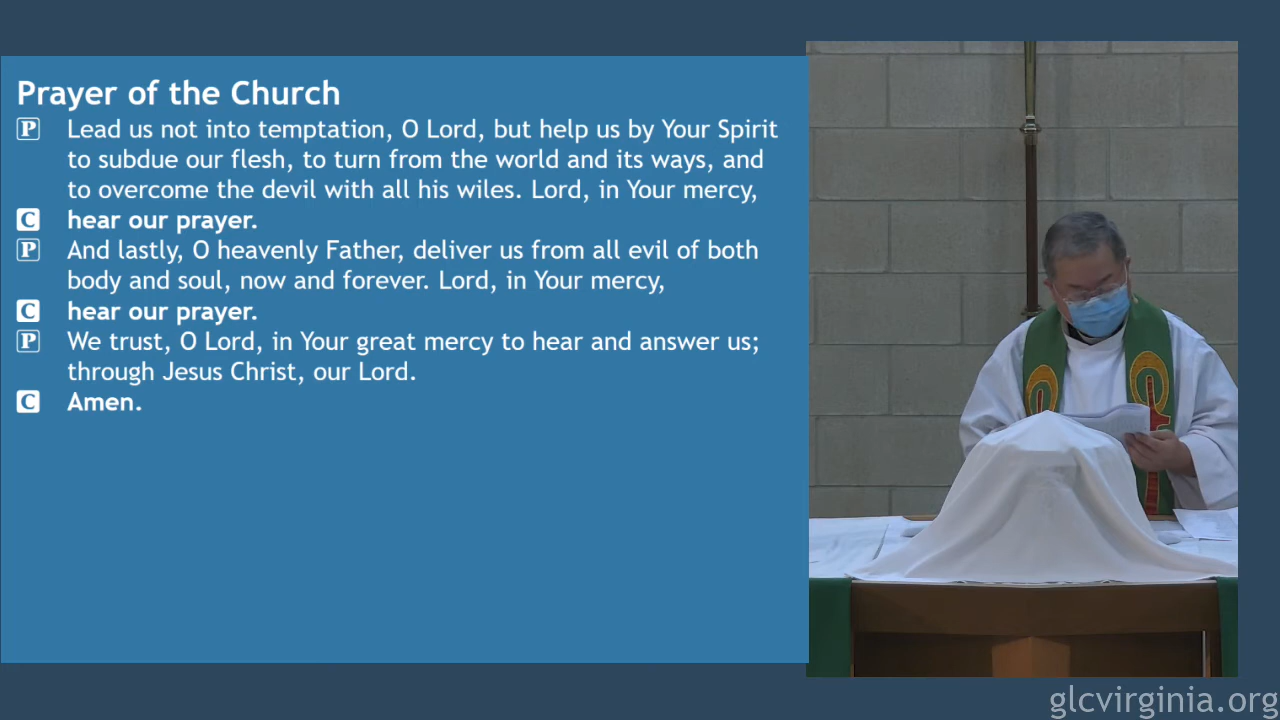 Prayer of the Church
P Lead us not into temptation, O Lord, but help us by Your Spirit
to subdue our flesh, to turn from the world and its ways, and
to overcome the devil with all his wiles. Lord, in Your mercy,
C hear our prayer.
P And lastly, O heavenly Father, deliver us from all evil of both
body and soul, now and forever. Lord, in Your mercy,
C hear our prayer.
P We trust, O Lord, in Your great mercy to hear and answer us;
through Jesus Christ, our Lord.
C Amen.
glcvirginia.org